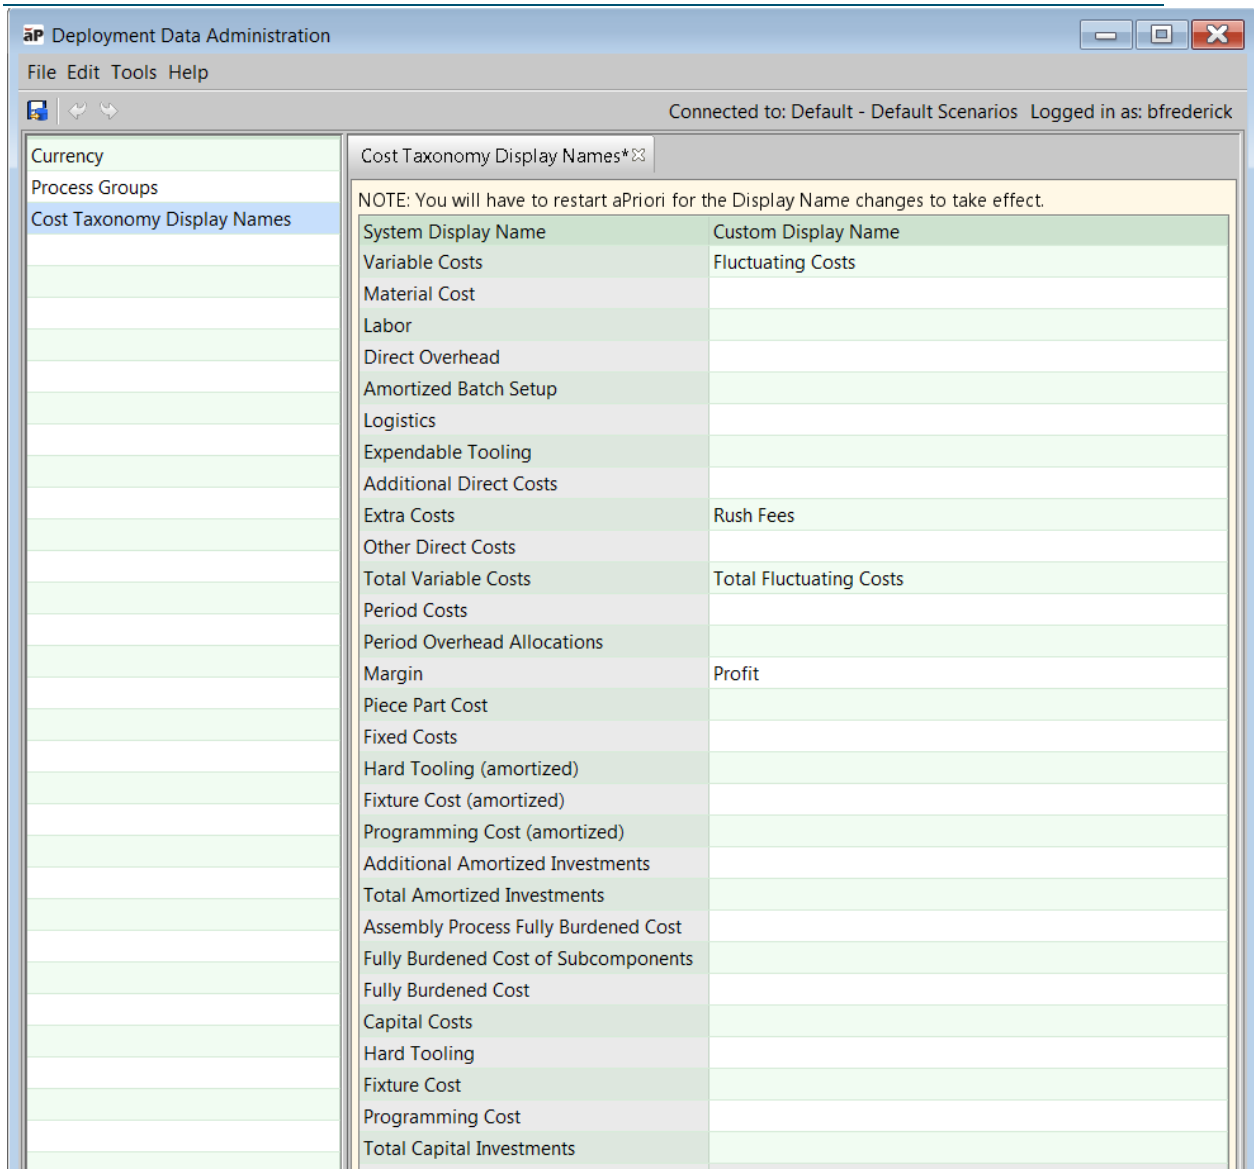 āP Deployment Data Administration
File Edit Tools Help
Connected to: Default - Default Scenarios Logged in as: bfrederick
Currency
Process Groups
Cost Taxonomy Display Names
Cost Taxonomy Display Names*
NOTE: You will have to restart aPriori for the Display Name changes to take effect.
System Display Name Custom Display Name
Variable Costs Fluctuating Costs
Material Cost
Labor
Direct Overhead
Amortized Batch Setup
Logistics
Expendable Tooling
Additional Direct Costs
Extra Costs Rush Fees
Other Direct Costs
Total Variable Costs Total Fluctuating Costs
Period Costs
Period Overhead Allocations
Margin Profit
Piece Part Cost
Fixed Costs
Hard Tooling (amortized)
Fixture Cost (amortized)
Programming Cost (amortized)
Additional Amortized Investments
Total Amortized Investments
Assembly Process Fully Burdened Cost
Fully Burdened Cost of Subcomponents
Fully Burdened Cost
Capital Costs
Hard Tooling
Fixture Cost
Programming Cost
Total Capital Investments